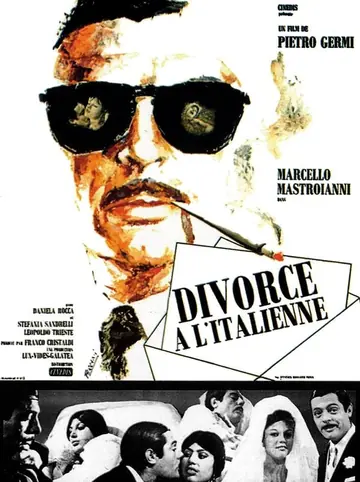 CINEDIS
présente
UN FILM DE
PIETRO GERMI
MARCELLO
MASTROIANNI
DANS
DIVORCE
A L'ITALIENNE
avec
DANIELA ROCCA
et
STEFANIA SANDRELLI
LEOPOLDO TRIESTE
PRODUIT PAR FRANCO CRISTALDI
UNE PRODUCTION
LUX-VIDES-GALATEA
DISTRIBUTION
CINEDIS